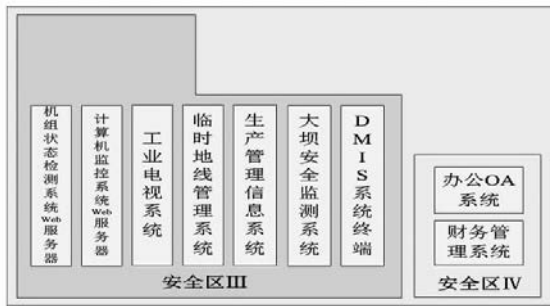 机组状态检测系统Web服务器
计算机监控系统Web服务器
工业电视系统
临时地线管理系统
生产管理信息系统
大坝安全监测系统
DMIS系统终端
安全区III
办公OA
系统
财务管
理系统
安全区IV